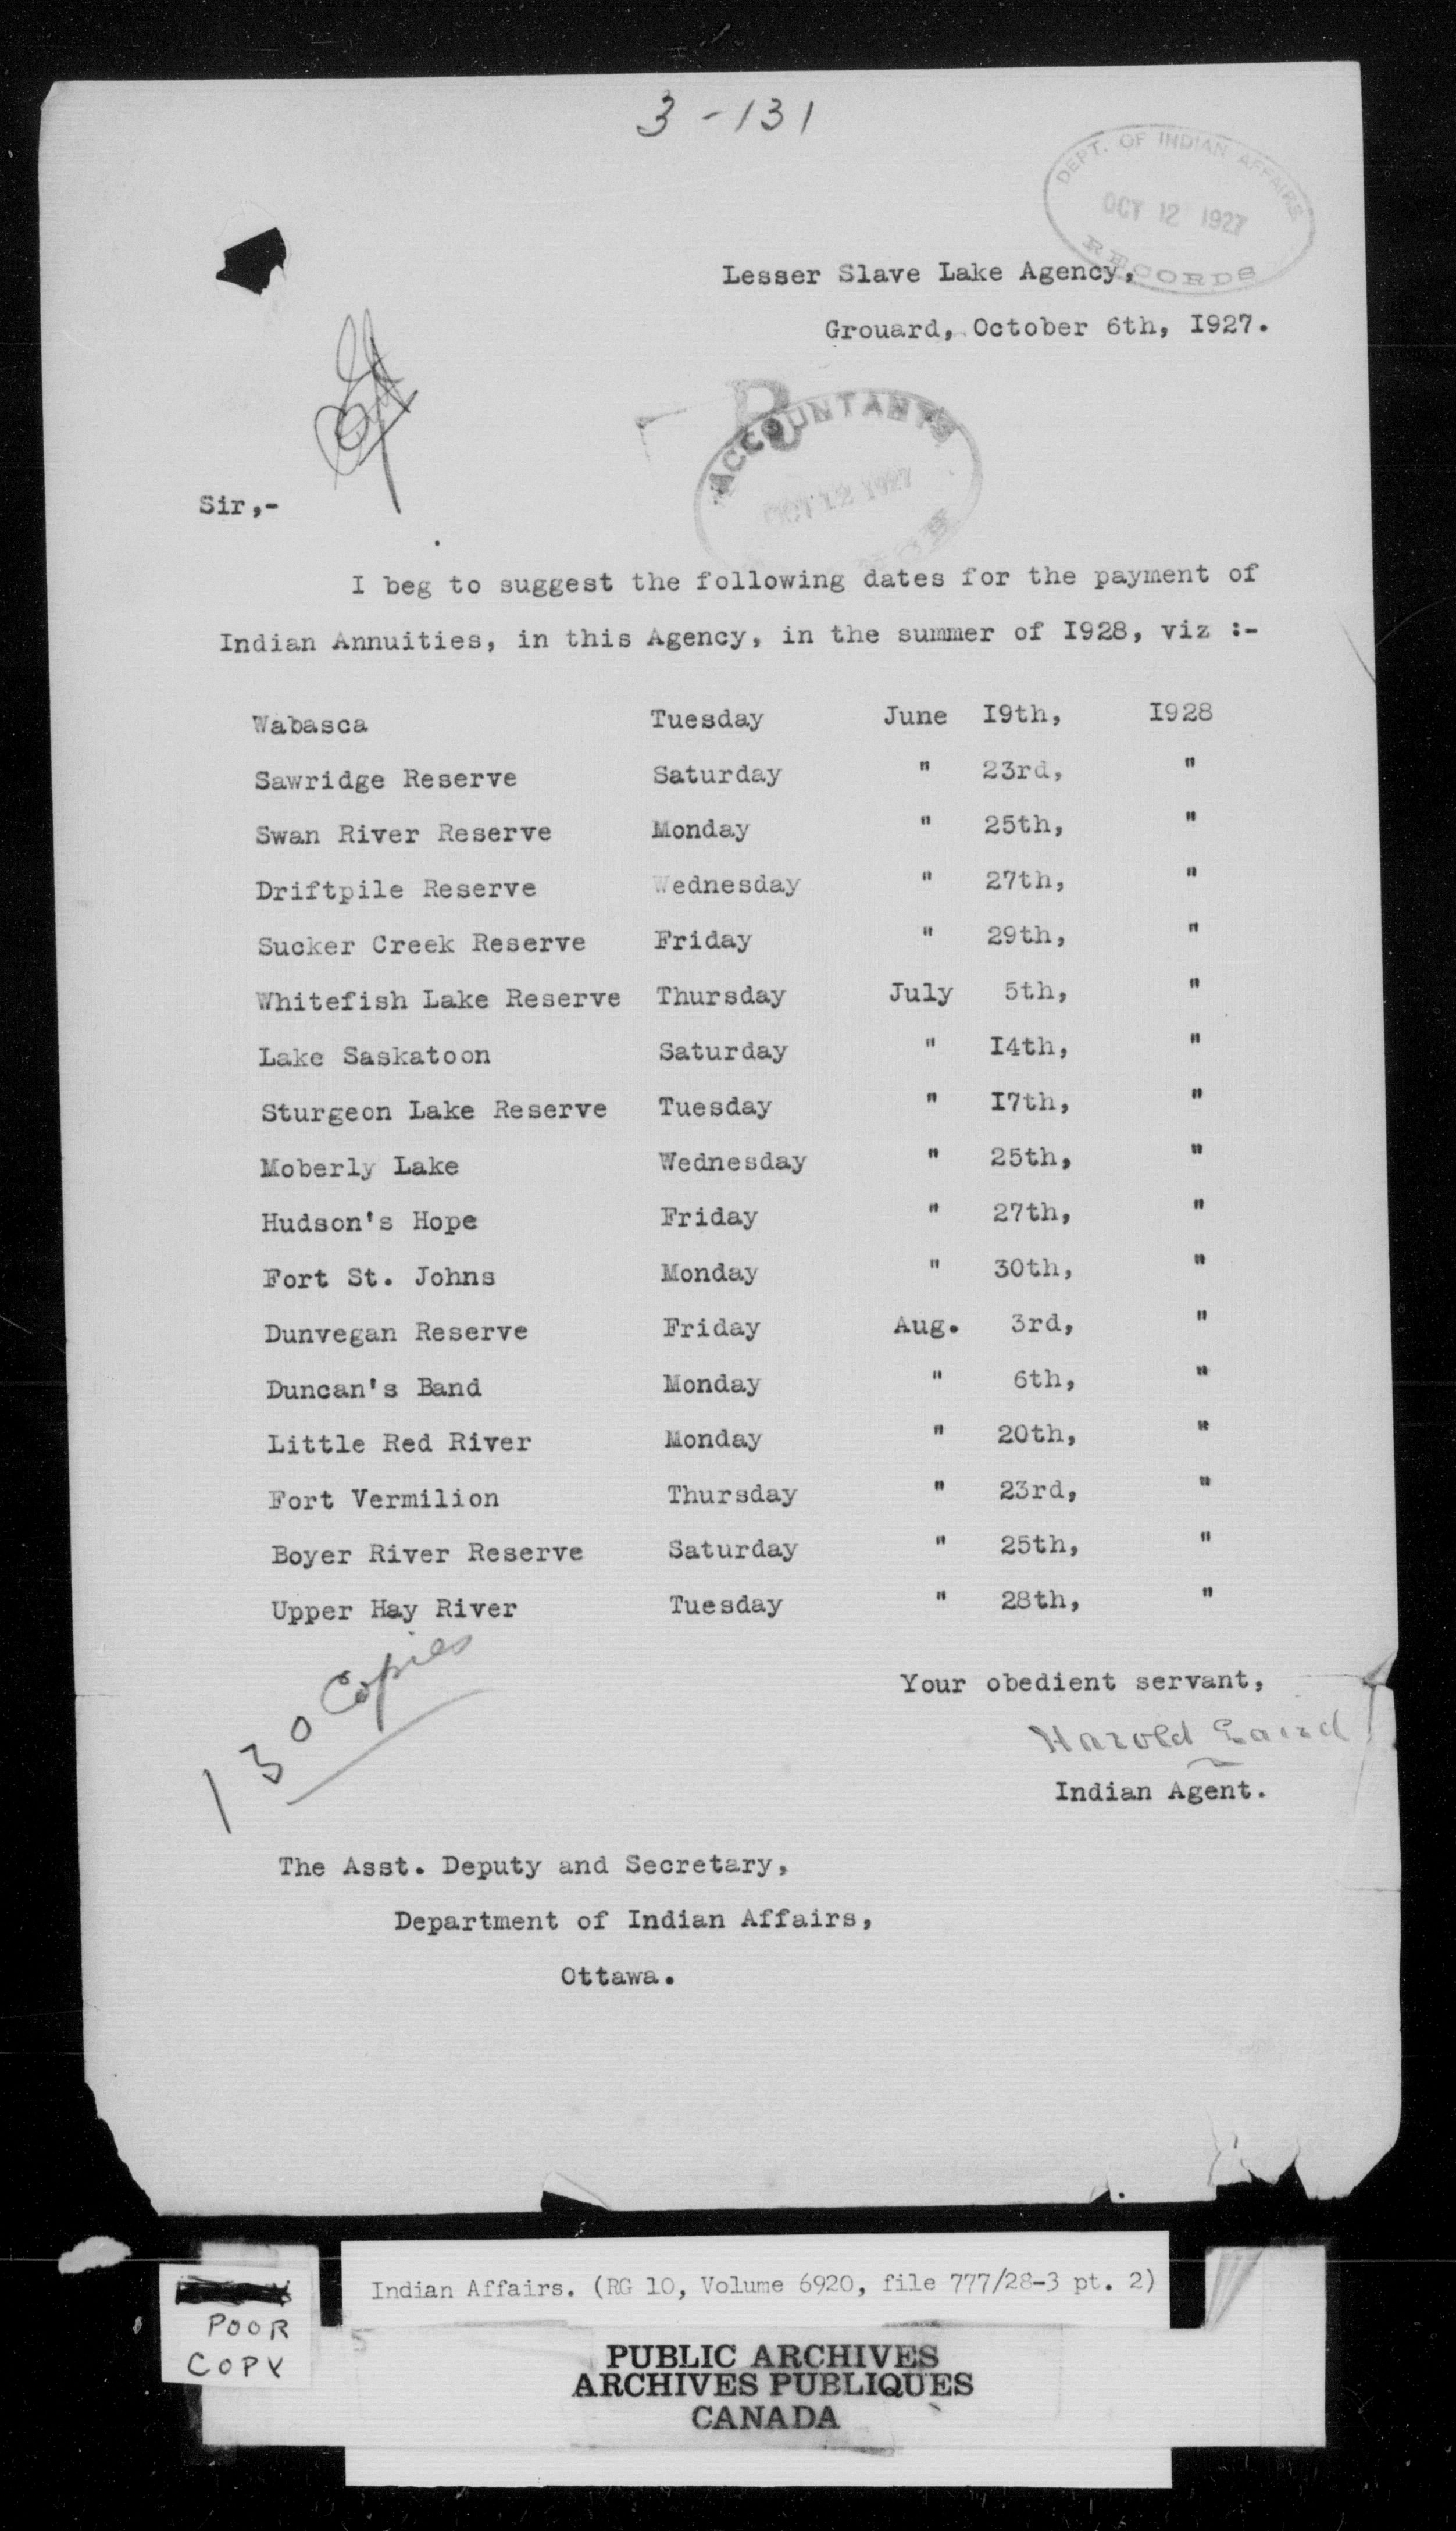 3 - 131
DEPT. OF INDIAN AFFAIRS
OCT 12 1927
RECORDS
Lesser Slave Lake Agency,
Grouard, October 6th, I927.
ACCOUNTANTS
OCT 12 1927
Sir,-
I beg to suggest the following dates for the payment of
Indian Annuities, in this Agency, in the summer of I928, viz :-
Wabasca Tuesday June I9th, I928
Sawridge Reserve Saturday " 23rd, "
Swan River Reserve Monday " 25th, "
Driftpile Reserve Wednesday " 27th, "
Sucker Creek Reserve Friday " 29th, "
Whitefish Lake Reserve Thursday July 5th, "
Lake Saskatoon Saturday " I4th, "
Sturgeon Lake Reserve Tuesday " I7th, "
Moberly Lake Wednesday " 25th, "
Hudson's Hope Friday " 27th, "
Fort St. Johns Monday " 30th, "
Dunvegan Reserve Friday Aug. 3rd, "
Duncan's Band Monday " 6th, "
Little Red River Monday " 20th, "
Fort Vermilion Thursday " 23rd, "
Boyer River Reserve Saturday " 25th, "
Upper Hay River Tuesday " 28th, "
130 Copies
Your obedient servant,
Harold Laird
Indian Agent.
The Asst. Deputy and Secretary,
Department of Indian Affairs,
Ottawa.
Indian Affairs. (RG 10, Volume 6920, file 777/28-3 pt. 2)
POOR
COPY
PUBLIC ARCHIVES
ARCHIVES PUBLIQUES
CANADA